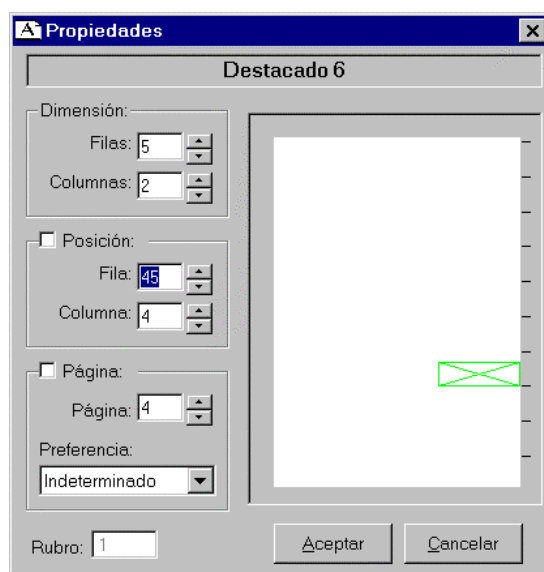 A Propiedades
Destacado 6
Dimensión:
Filas: 5
Columnas: 2
Posición:
Fila: 45
Columna: 4
Página:
Página: 4
Preferencia:
Indeterminado
Rubro: 1
Aceptar
Cancelar